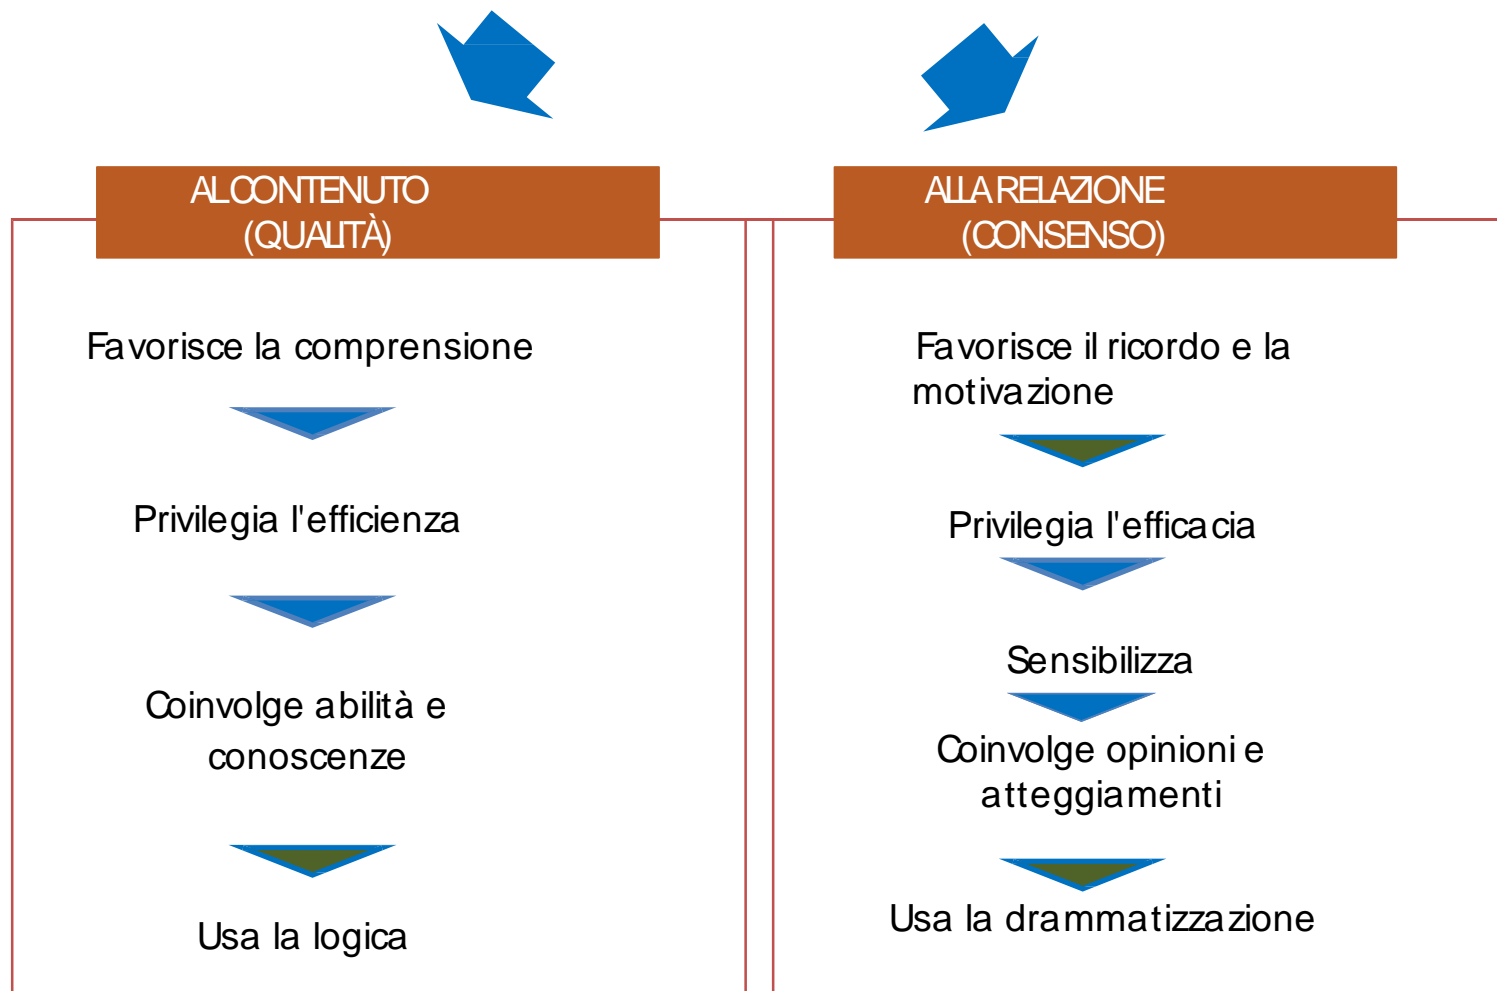 AL CONTENUTO
(QUALITÀ)
Favorisce la comprensione
Privilegia l'efficienza
Coinvolge abilità e
conoscenze
Usa la logica
ALLA RELAZIONE
(CONSENSO)
Favorisce il ricordo e la
motivazione
Privilegia l'efficacia
Sensibilizza
Coinvolge opinioni e
atteggiamenti
Usa la drammatizzazione